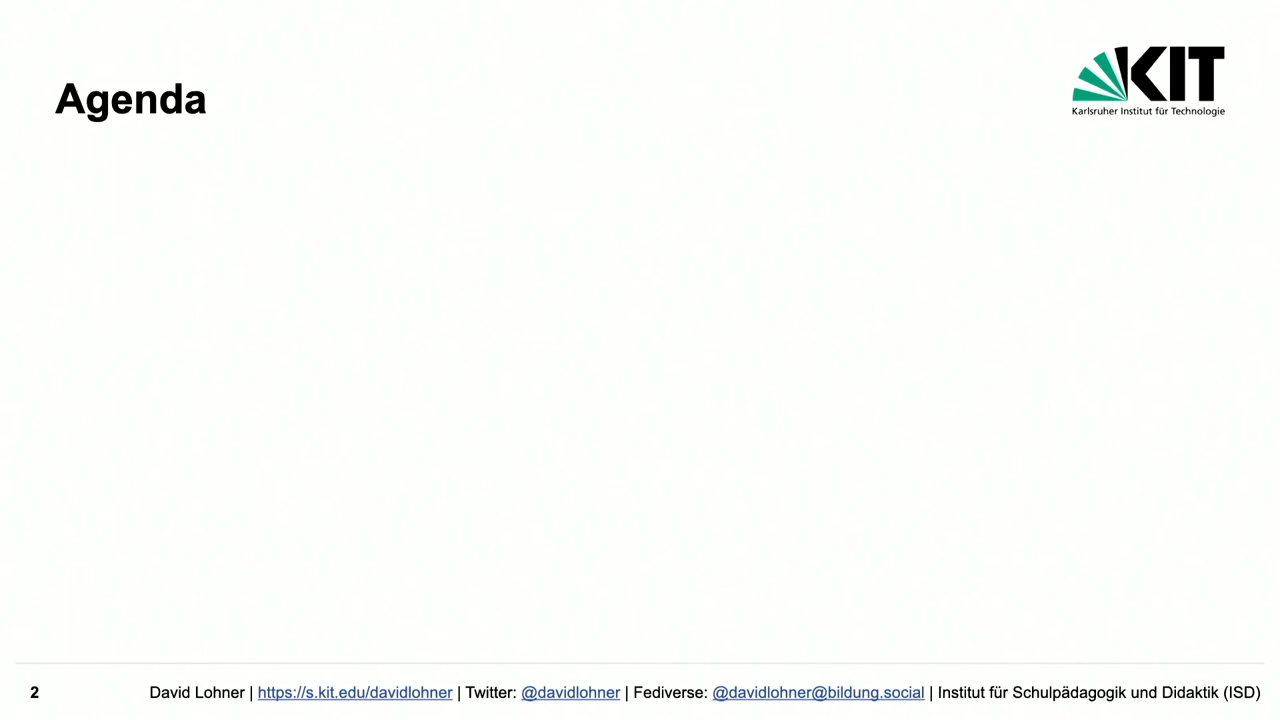 Agenda
KIT
Karlsruher Institut für Technologie
2
David Lohner | https://s.kit.edu/davidlohner | Twitter: @davidlohner | Fediverse: @davidlohner@bildung.social | Institut für Schulpädagogik und Didaktik (ISD)